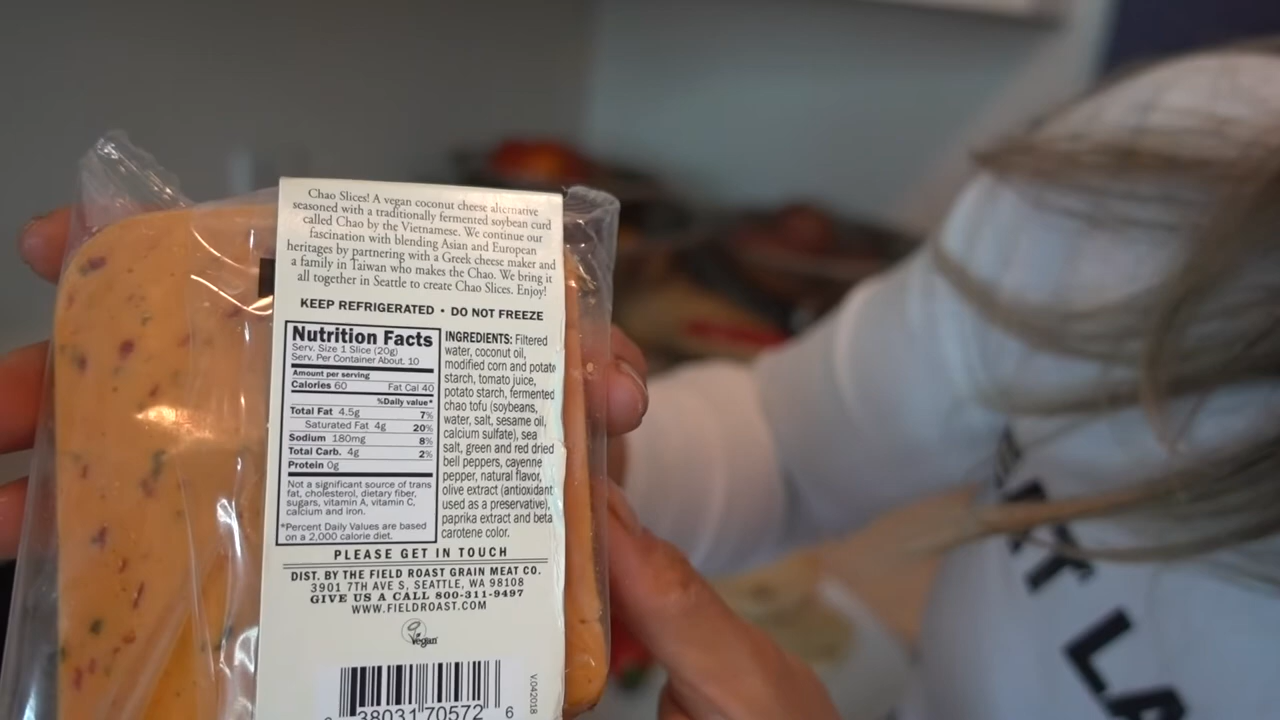 Chao Slices! A vegan coconut cheese alternative
seasoned with a traditionally fermented soybean curd
called Chao by the Vietnamese. We continue our
fascination with blending Asian and European
heritages by partnering with a Greek cheese maker and
a family in Taiwan who makes the Chao. We bring it
all together in Seattle to create Chao Slices. Enjoy!
KEEP REFRIGERATED • DO NOT FREEZE
Nutrition Facts
Serv. Size 1 Slice (20g)
Serv. Per Container About. 10
Amount per serving
Calories 60 Fat Cal 40
%Daily value*
Total Fat 4.5g 7%
Saturated Fat 4g 20%
Sodium 180mg 8%
Total Carb. 4g 2%
Protein 0g
Not a significant source of trans
fat, cholesterol, dietary fiber,
sugars, vitamin A, vitamin C,
calcium and iron.
*Percent Daily Values are based
on a 2,000 calorie diet.
INGREDIENTS: Filtered
water, coconut oil,
modified corn and potato
starch, tomato juice,
potato starch, fermented
chao tofu (soybeans,
water, salt, sesame oil,
calcium sulfate), sea
salt, green and red dried
bell peppers, cayenne
pepper, natural flavor,
olive extract (antioxidant
used as a preservative),
paprika extract and beta
carotene color.
PLEASE GET IN TOUCH
DIST. BY THE FIELD ROAST GRAIN MEAT CO.
3901 7TH AVE S, SEATTLE, WA 98108
GIVE US A CALL 800-311-9497
WWW.FIELDROAST.COM
Vegan
38031 70572 6
V.042018
LA